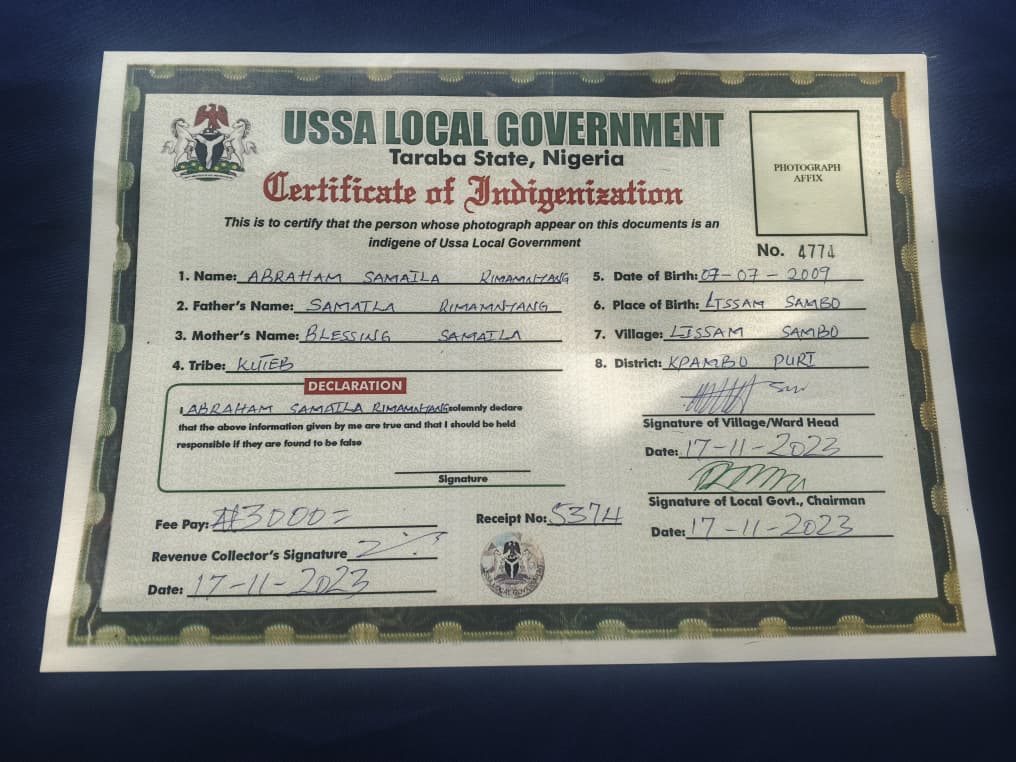 USSA LOCAL GOVERNMENT
Taraba State, Nigeria
Certificate of Indigenization
This is to certify that the person whose photograph appear on this documents is an
indigene of Ussa Local Government
PHOTOGRAPH
AFFIX
No. 4774
1. Name: ABRAHAM SAMAILA RIMAMNYANG
2. Father's Name: SAMAILA RIMAMNYANG
3. Mother's Name: BLESSING SAMAILA
4. Tribe: KUTEB
5. Date of Birth: 07-07-2009
6. Place of Birth: LISSAM SAMBO
7. Village: LISSAM SAMBO
8. District: KPAMBO PURI
DECLARATION
I ABRAHAM SAMAILA RIMAMNYANG solemnly declare
that the above information given by me are true and that I should be held
responsible if they are found to be false
Signature
Signature of Village/Ward Head
Date: 17-11-2023
Signature of Local Govt., Chairman
Date: 17-11-2023
Fee Pay: ₦3000=
Receipt No: 5374
Revenue Collector's Signature
Date: 17-11-2023